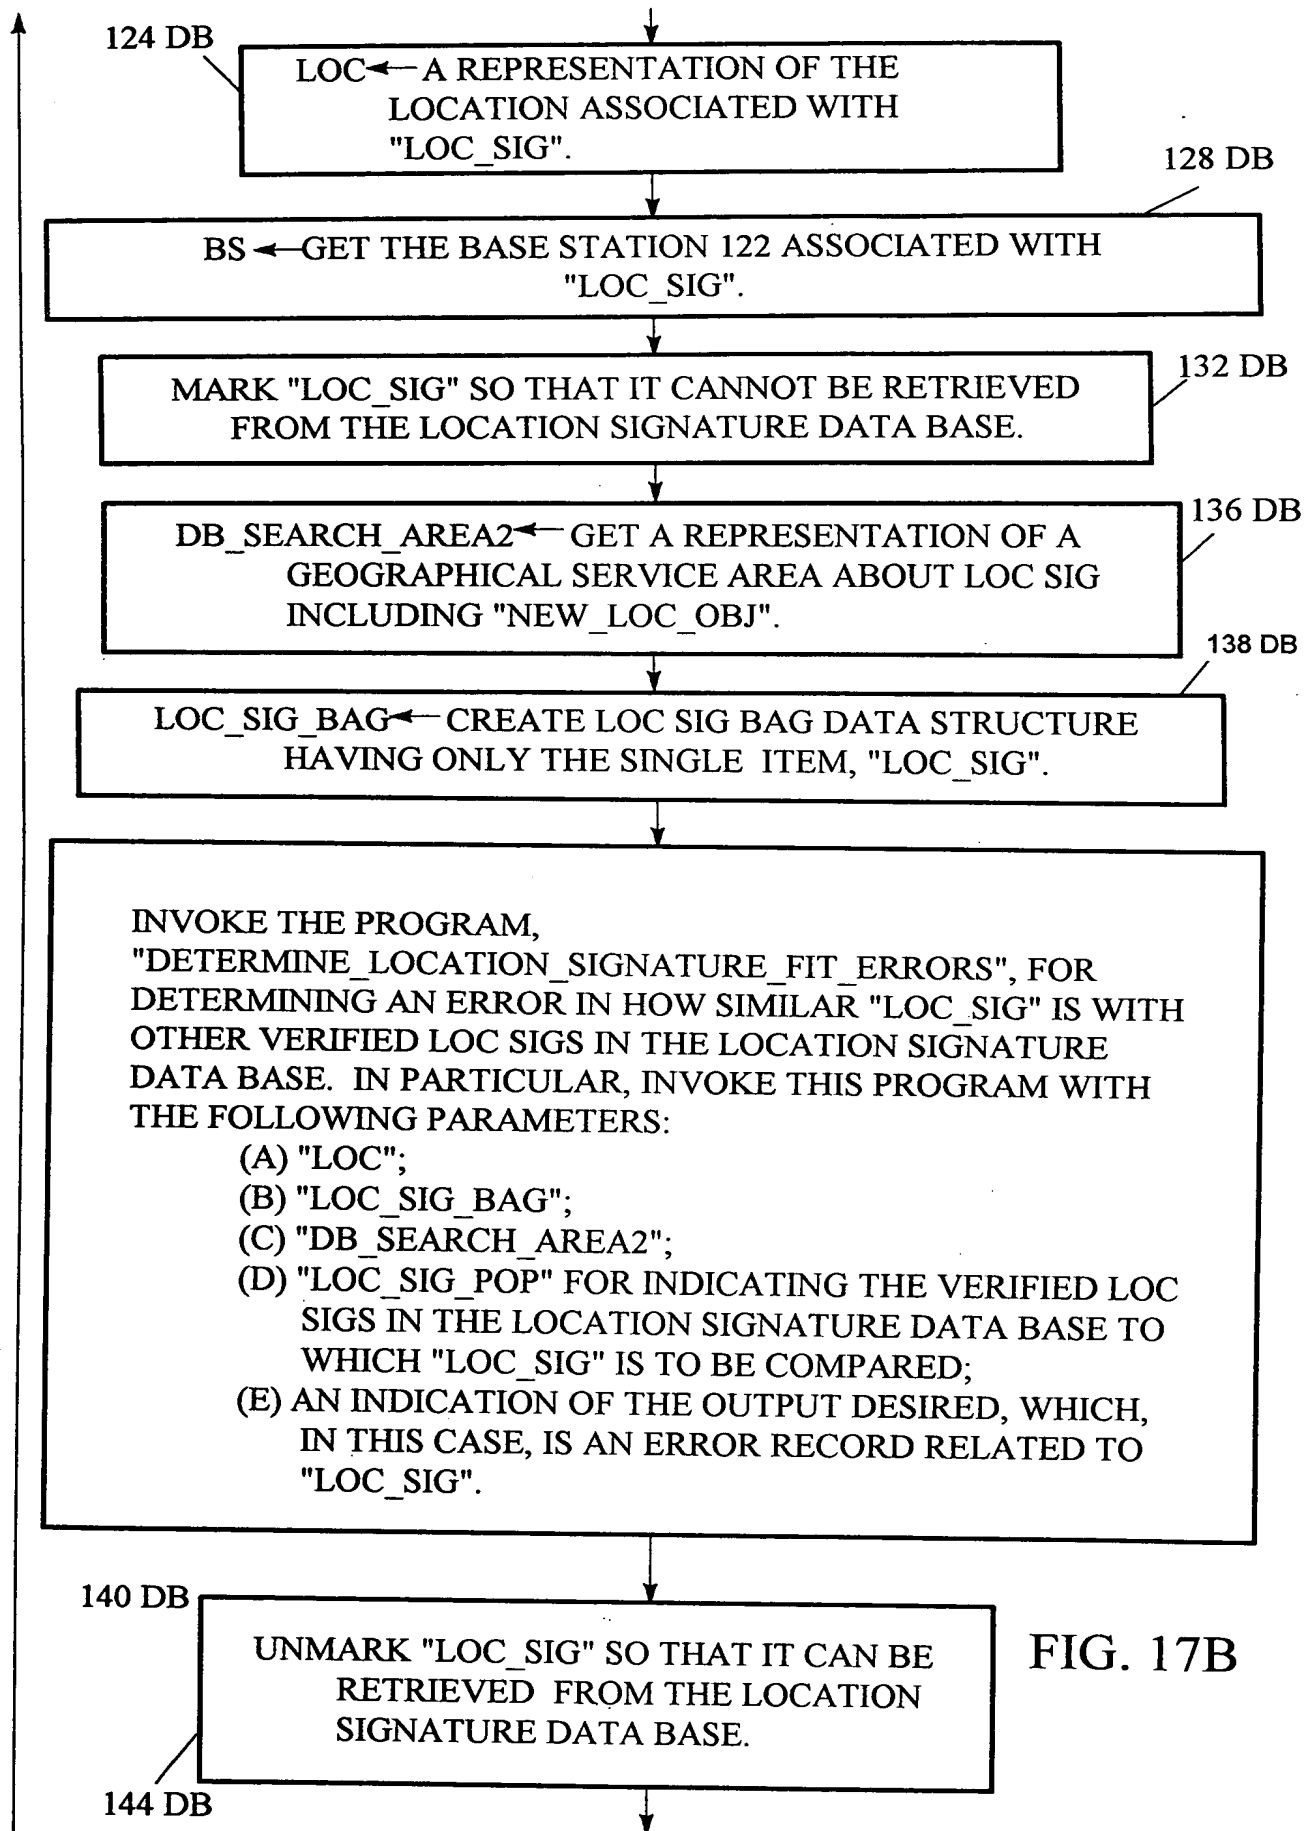 124 DB
LOC← A REPRESENTATION OF THE
LOCATION ASSOCIATED WITH
"LOC_SIG".
128 DB
BS←GET THE BASE STATION 122 ASSOCIATED WITH
"LOC_SIG".
132 DB
MARK "LOC_SIG" SO THAT IT CANNOT BE RETRIEVED
FROM THE LOCATION SIGNATURE DATA BASE.
136 DB
DB_SEARCH_AREA2← GET A REPRESENTATION OF A
GEOGRAPHICAL SERVICE AREA ABOUT LOC SIG
INCLUDING "NEW_LOC_OBJ".
138 DB
LOC_SIG_BAG← CREATE LOC SIG BAG DATA STRUCTURE
HAVING ONLY THE SINGLE ITEM, "LOC_SIG".
INVOKE THE PROGRAM,
"DETERMINE_LOCATION_SIGNATURE_FIT_ERRORS", FOR
DETERMINING AN ERROR IN HOW SIMILAR "LOC_SIG" IS WITH
OTHER VERIFIED LOC SIGS IN THE LOCATION SIGNATURE
DATA BASE. IN PARTICULAR, INVOKE THIS PROGRAM WITH
THE FOLLOWING PARAMETERS:
(A) "LOC";
(B) "LOC_SIG_BAG";
(C) "DB_SEARCH_AREA2";
(D) "LOC_SIG_POP" FOR INDICATING THE VERIFIED LOC
SIGS IN THE LOCATION SIGNATURE DATA BASE TO
WHICH "LOC_SIG" IS TO BE COMPARED;
(E) AN INDICATION OF THE OUTPUT DESIRED, WHICH,
IN THIS CASE, IS AN ERROR RECORD RELATED TO
"LOC_SIG".
140 DB
UNMARK "LOC_SIG" SO THAT IT CAN BE
RETRIEVED FROM THE LOCATION
SIGNATURE DATA BASE.
FIG. 17B
144 DB